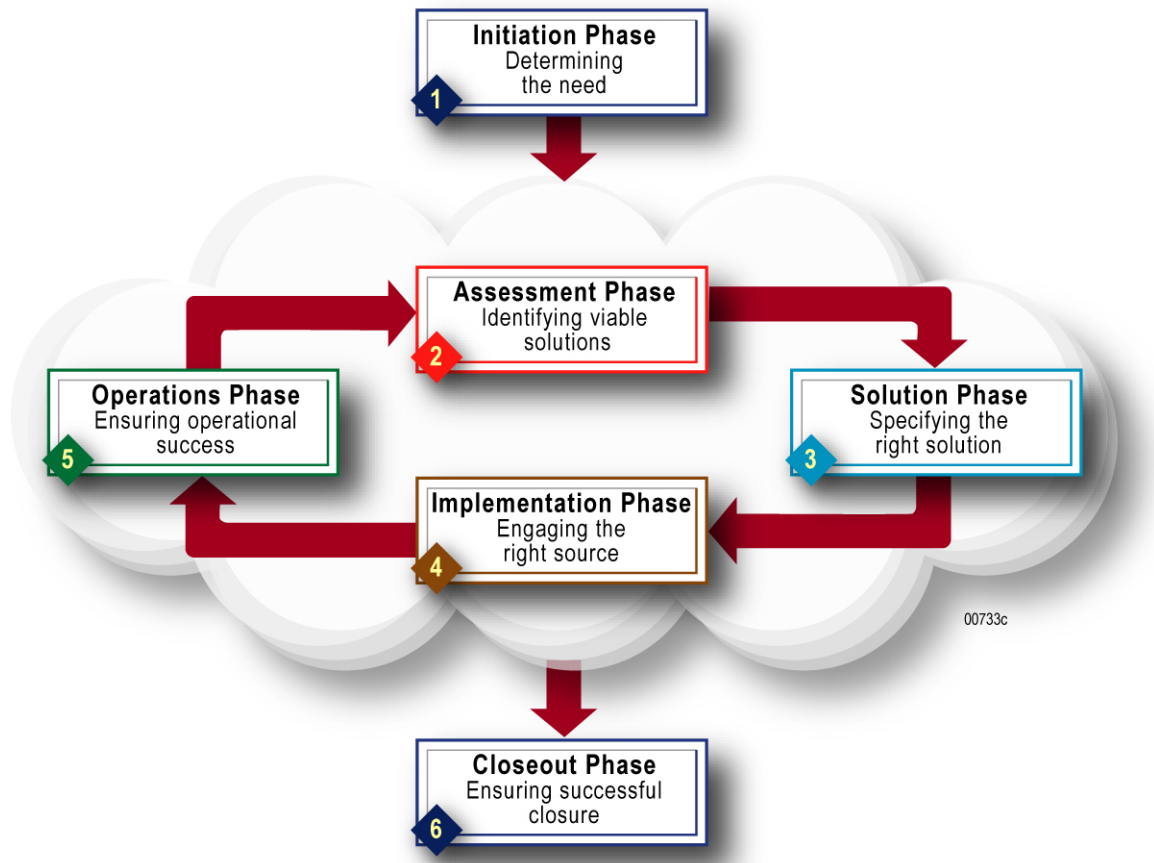 Initiation Phase
Determining
the need
1
Assessment Phase
Identifying viable
solutions
2
Solution Phase
Specifying the
right solution
3
Implementation Phase
Engaging the
right source
4
Operations Phase
Ensuring operational
success
5
00733c
Closeout Phase
Ensuring successful
closure
6